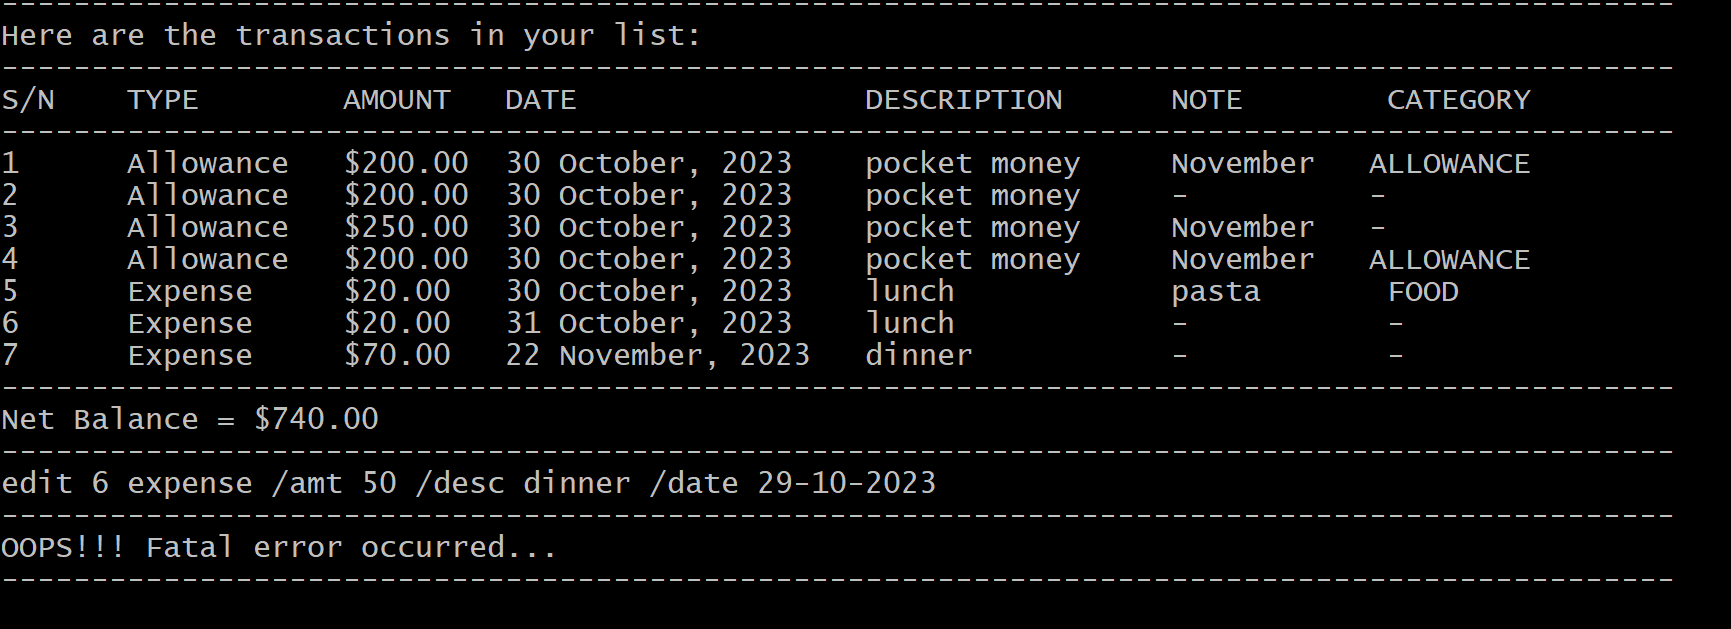 Here are the transactions in your list:
S/N TYPE AMOUNT DATE DESCRIPTION NOTE CATEGORY
1 Allowance $200.00 30 October, 2023 pocket money November ALLOWANCE
2 Allowance $200.00 30 October, 2023 pocket money - -
3 Allowance $250.00 30 October, 2023 pocket money November -
4 Allowance $200.00 30 October, 2023 pocket money November ALLOWANCE
5 Expense $20.00 30 October, 2023 lunch pasta FOOD
6 Expense $20.00 31 October, 2023 lunch - -
7 Expense $70.00 22 November, 2023 dinner - -
Net Balance = $740.00
edit 6 expense /amt 50 /desc dinner /date 29-10-2023
OOPS!!! Fatal error occurred...